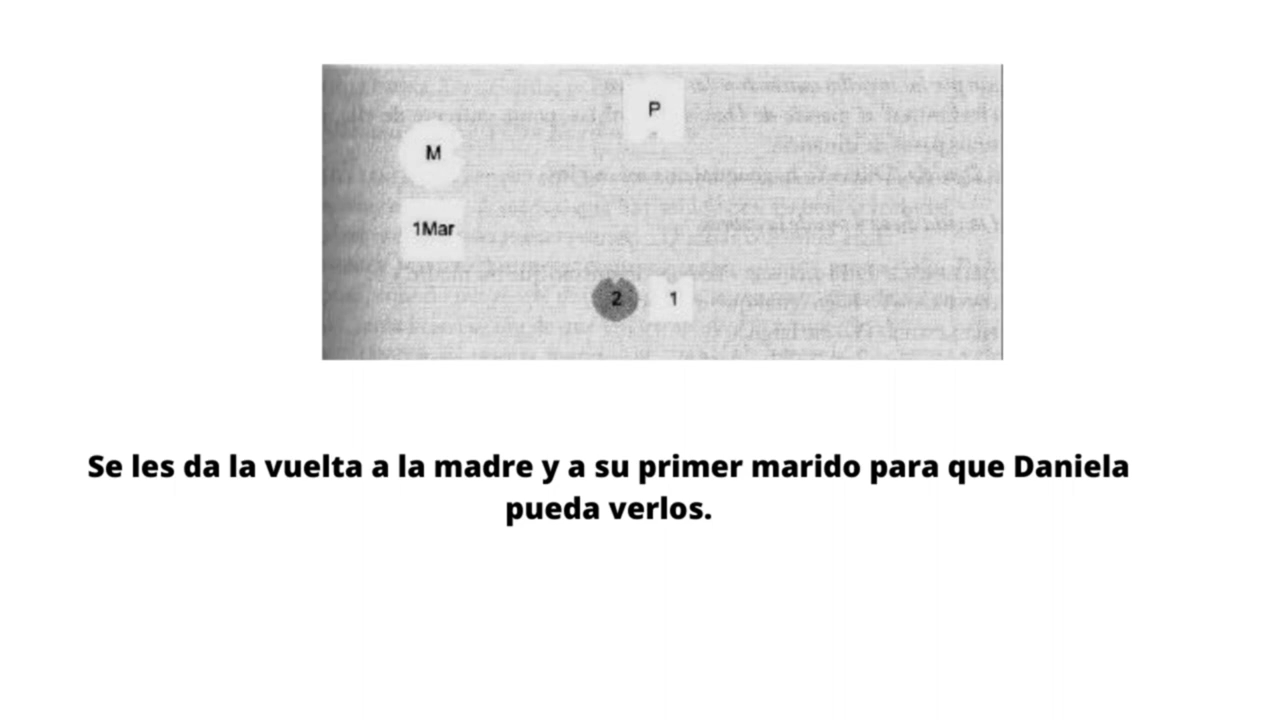 P
M
1Mar
2 1
Se les da la vuelta a la madre y a su primer marido para que Daniela
pueda verlos.